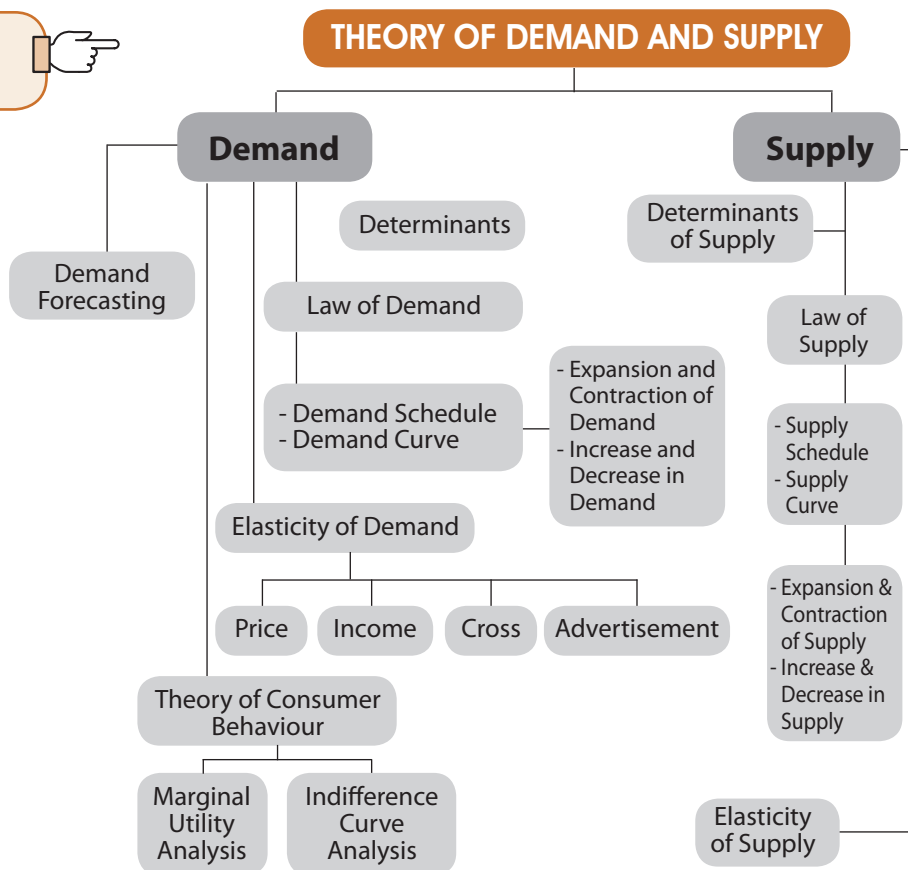 THEORY OF DEMAND AND SUPPLY
Demand
Supply
Determinants
Determinants
of Supply
Demand
Forecasting
Law of Demand
Law of
Supply
- Demand Schedule
- Demand Curve
- Expansion and
Contraction of
Demand
- Increase and
Decrease in
Demand
- Supply
Schedule
- Supply
Curve
Elasticity of Demand
Price
Income
Cross
Advertisement
- Expansion &
Contraction
of Supply
- Increase &
Decrease in
Supply
Theory of Consumer
Behaviour
Marginal
Utility
Analysis
Indifference
Curve
Analysis
Elasticity
of Supply